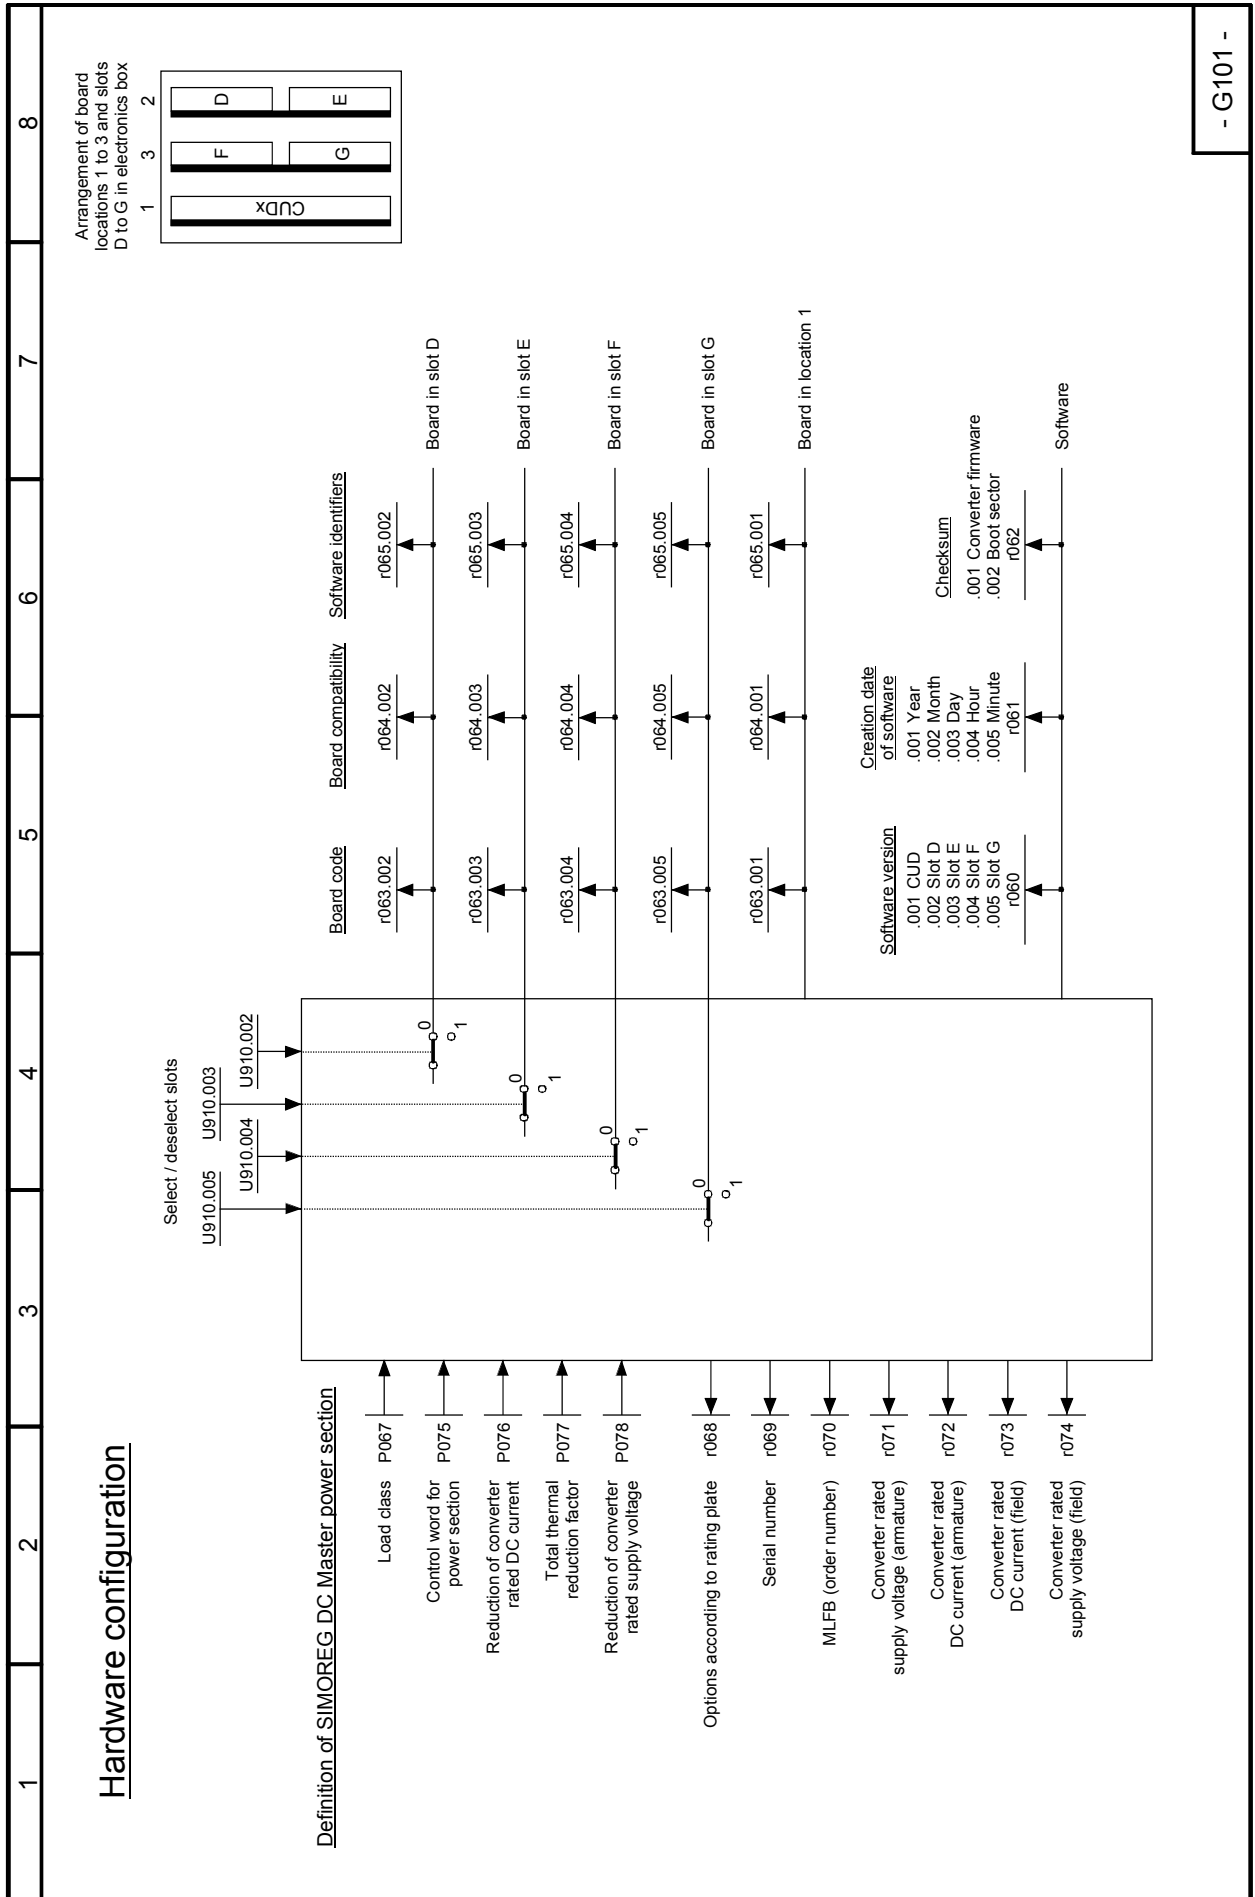 1
2
3
4
5
6
7
8
Hardware configuration
Arrangement of board
locations 1 to 3 and slots
D to G in electronics box
1
3
2
CUDx
F
G
D
E
Select / deselect slots
U910.005
U910.004
U910.003
U910.002
Definition of SIMOREG DC Master power section
Load class P067
Control word for
power section
P075
Reduction of converter
rated DC current
P076
Total thermal
reduction factor
P077
Reduction of converter
rated supply voltage
P078
Options according to rating plate r068
Serial number r069
MLFB (order number) r070
Converter rated
supply voltage (armature)
r071
Converter rated
DC current (armature)
r072
Converter rated
DC current (field)
r073
Converter rated
supply voltage (field)
r074
0
1
0
1
0
1
0
1
Board code
Board compatibility
Software identifiers
r063.002
r064.002
r065.002
Board in slot D
r063.003
r064.003
r065.003
Board in slot E
r063.004
r064.004
r065.004
Board in slot F
r063.005
r064.005
r065.005
Board in slot G
r063.001
r064.001
r065.001
Board in location 1
Software version
.001 CUD
.002 Slot D
.003 Slot E
.004 Slot F
.005 Slot G
r060
Creation date
of software
.001 Year
.002 Month
.003 Day
.004 Hour
.005 Minute
r061
Checksum
.001 Converter firmware
.002 Boot sector
r062
Software
- G101 -